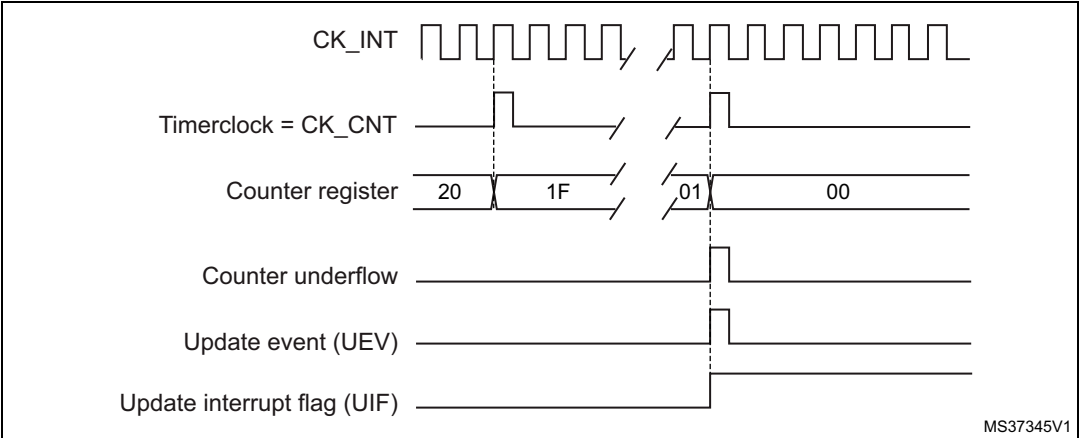 CK_INT
Timerclock = CK_CNT
Counter register 20 1F 01 00
Counter underflow
Update event (UEV)
Update interrupt flag (UIF)
MS37345V1